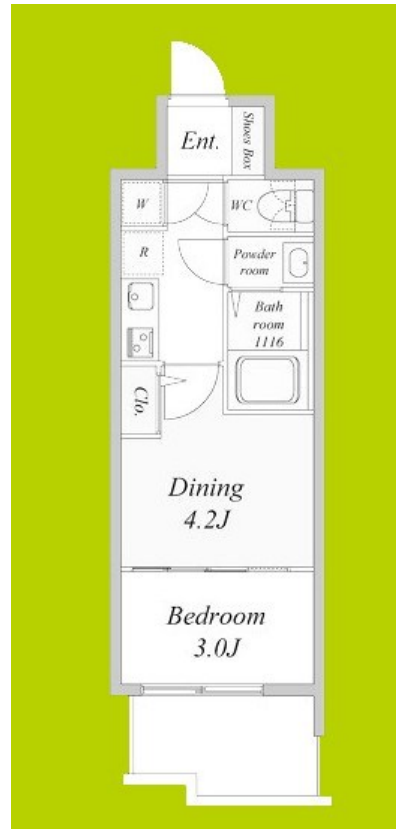 Ent.
Shoes Box
W
WC
R
Powder
room
Bath
room
1116
Clo.
Dining
4.2J
Bedroom
3.0J